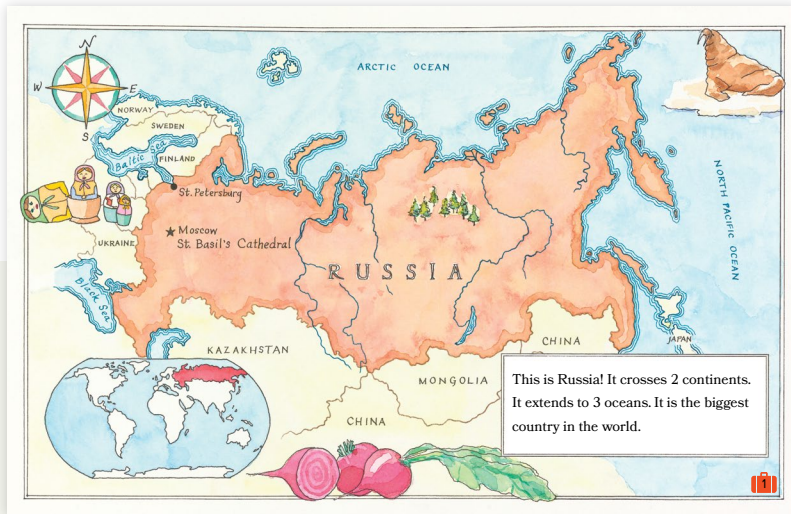 N
W
E
S
ARCTIC OCEAN
NORWAY
SWEDEN
Baltic Sea
FINLAND
St. Petersburg
Moscow
St. Basil's Cathedral
UKRAINE
Black Sea
RUSSIA
NORTH PACIFIC OCEAN
KAZAKHSTAN
MONGOLIA
CHINA
CHINA
JAPAN
This is Russia! It crosses 2 continents.
It extends to 3 oceans. It is the biggest
country in the world.
1